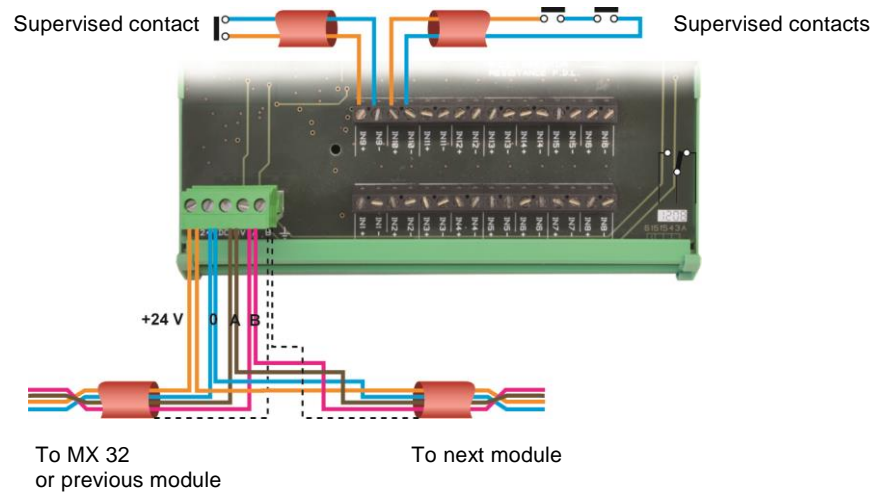 Supervised contact
Supervised contacts
IN9+ IN9- IN10+ IN10- IN11+ IN11- IN12+ IN12- IN13+ IN13- IN14+ IN14- IN15+ IN15- IN16+ IN16-
IN1+ IN1- IN2+ IN2- IN3+ IN3- IN4+ IN4- IN5+ IN5- IN6+ IN6- IN7+ IN7- IN8+ IN8-
1208
6151543A
+24 V 0 A B
To MX 32
or previous module
To next module